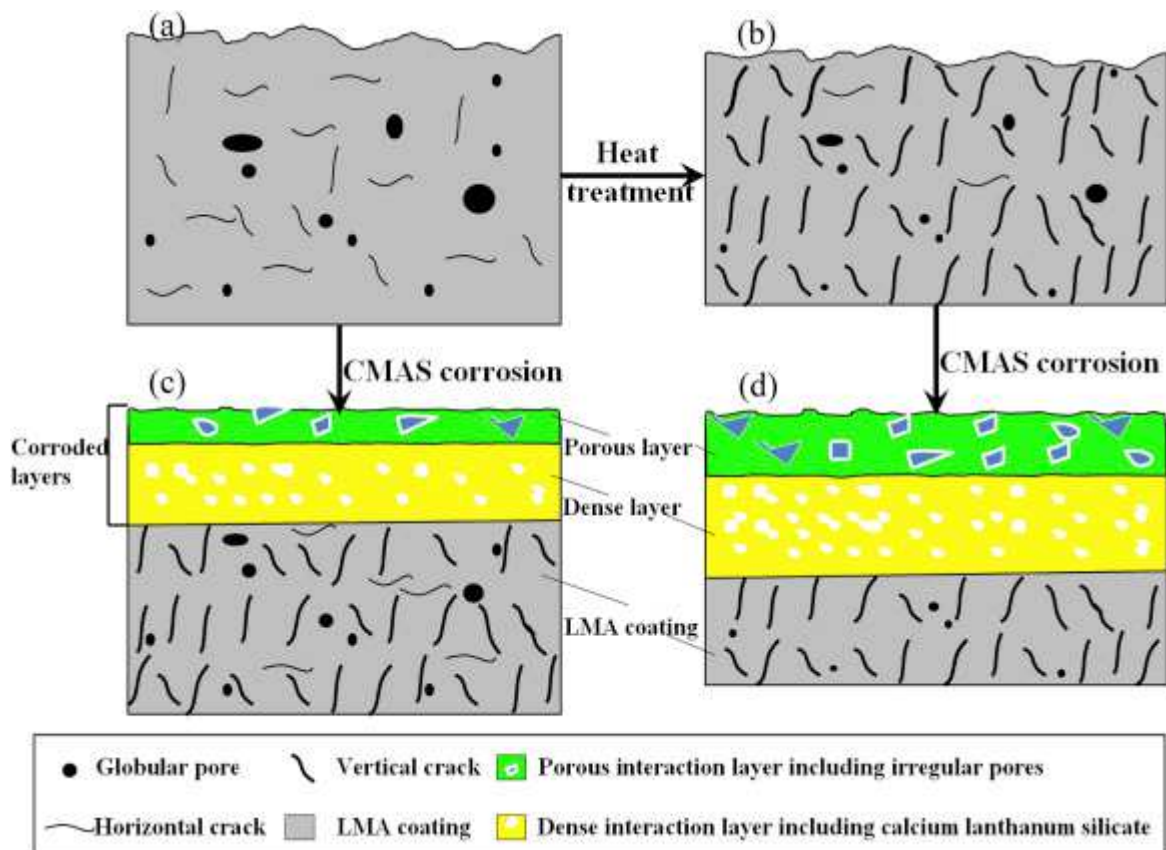 (a)
(b)
Heat
treatment
(c)
CMAS corrosion
(d)
CMAS corrosion
Corroded
layers
Porous layer
Dense layer
LMA coating
Globular pore
Vertical crack
Porous interaction layer including irregular pores
Horizontal crack
LMA coating
Dense interaction layer including calcium lanthanum silicate